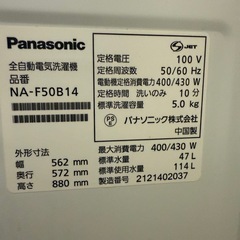 Panasonic
全自動電気洗濯機
品番
NA-F50B14
外形寸法
幅 562 mm
奥行 572 mm
高さ 880 mm
JET
定格電圧 100 V
定格周波数 50/60 Hz
電動機定格消費電力 400/430 W
定格時間 洗いのみ 10 分
標準洗濯容量 5.0 kg
PS E
パナソニック株式会社
中国製
最大消費電力 400/430 W
標準水量 47 L
標準使用水量 114 L
製造番号 2121402037